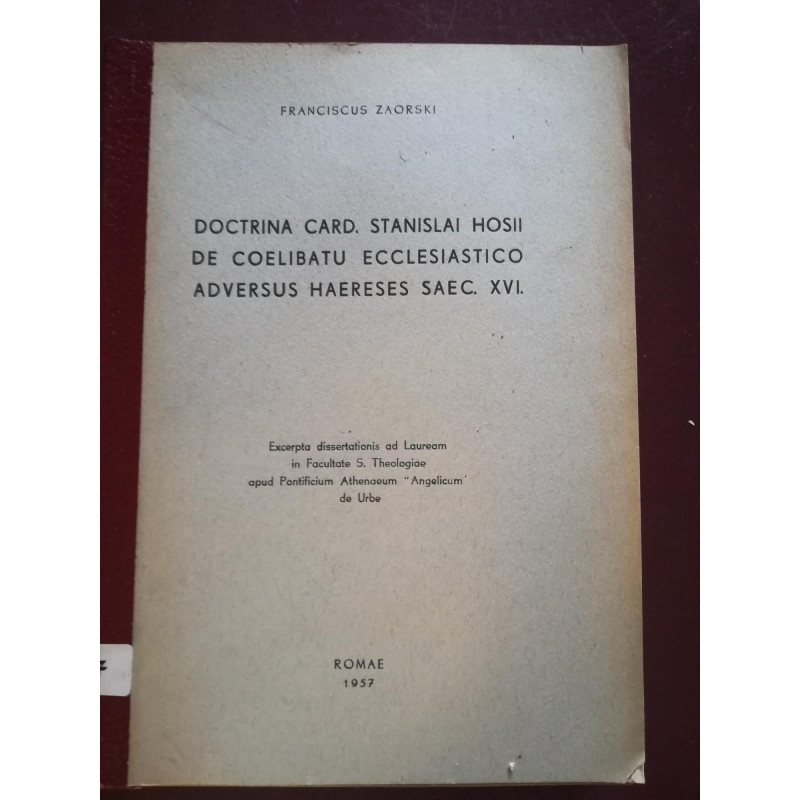 FRANCISCUS ZAORSKI
DOCTRINA CARD. STANISLAI HOSII
DE COELIBATU ECCLESIASTICO
ADVERSUS HAERESES SAEC. XVI.
Excerpta dissertationis ad Lauream
in Facultate S. Theologiae
apud Pontificium Athenaeum "Angelicum"
de Urbe
ROMAE
1957